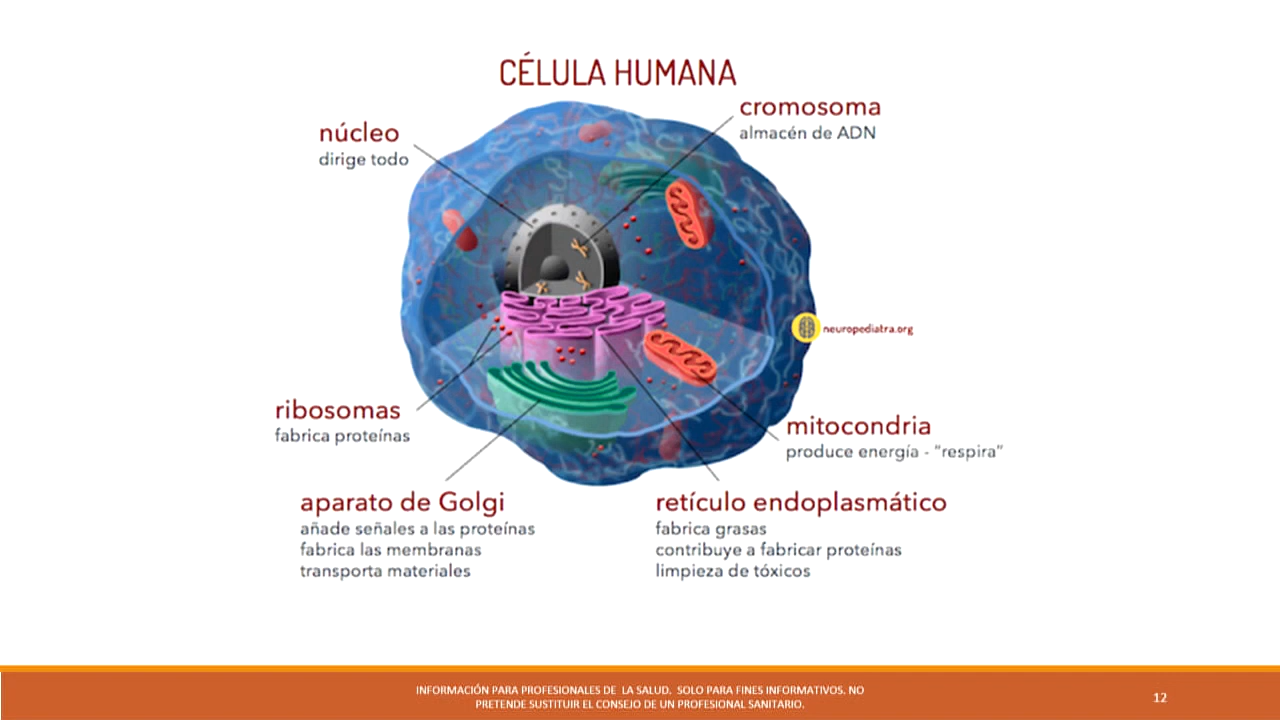 CÉLULA HUMANA
cromosoma
almacén de ADN
núcleo
dirige todo
neuropediatra.org
ribosomas
fabrica proteínas
mitocondria
produce energía - “respira”
aparato de Golgi
añade señales a las proteínas
fabrica las membranas
transporta materiales
retículo endoplasmático
fabrica grasas
contribuye a fabricar proteínas
limpieza de tóxicos
INFORMACIÓN PARA PROFESIONALES DE LA SALUD. SOLO PARA FINES INFORMATIVOS. NO
PRETENDE SUSTITUIR EL CONSEJO DE UN PROFESIONAL SANITARIO.
12